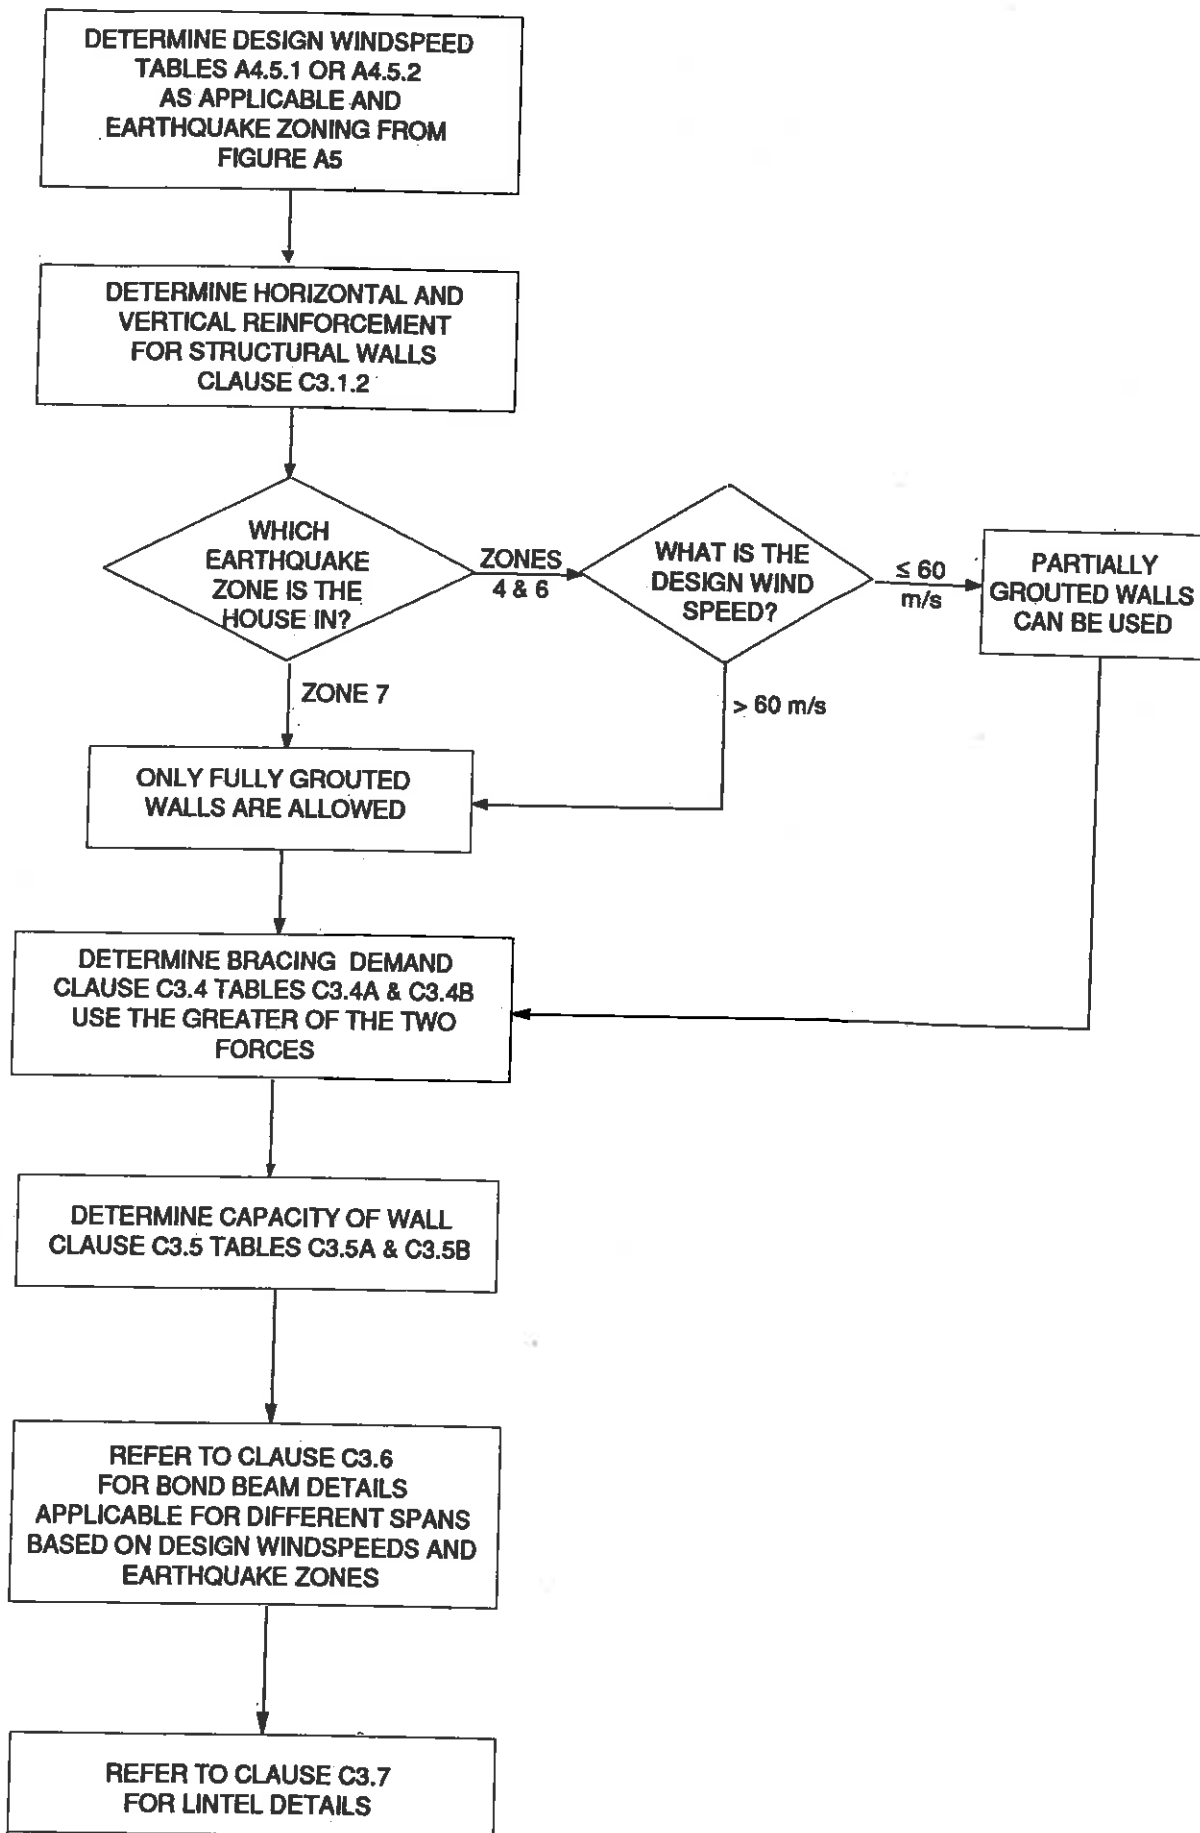 DETERMINE DESIGN WINDSPEED
TABLES A4.5.1 OR A4.5.2
AS APPLICABLE AND
EARTHQUAKE ZONING FROM
FIGURE A5
DETERMINE HORIZONTAL AND
VERTICAL REINFORCEMENT
FOR STRUCTURAL WALLS
CLAUSE C3.1.2
WHICH
EARTHQUAKE
ZONE IS THE
HOUSE IN?
ZONES
4 & 6
WHAT IS THE
DESIGN WIND
SPEED?
≤ 60
m/s
PARTIALLY
GROUTED WALLS
CAN BE USED
ZONE 7
> 60 m/s
ONLY FULLY GROUTED
WALLS ARE ALLOWED
DETERMINE BRACING DEMAND
CLAUSE C3.4 TABLES C3.4A & C3.4B
USE THE GREATER OF THE TWO
FORCES
DETERMINE CAPACITY OF WALL
CLAUSE C3.5 TABLES C3.5A & C3.5B
REFER TO CLAUSE C3.6
FOR BOND BEAM DETAILS
APPLICABLE FOR DIFFERENT SPANS
BASED ON DESIGN WINDSPEEDS AND
EARTHQUAKE ZONES
REFER TO CLAUSE C3.7
FOR LINTEL DETAILS